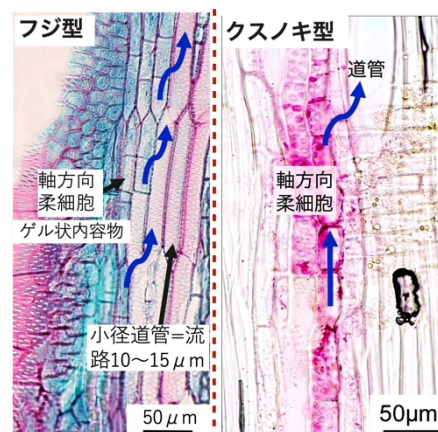 フジ型
軸方向
柔細胞
ゲル状内容物
小径道管=流
路10〜15μm
50μm
クスノキ型
道管
軸方向
柔細胞
50μm